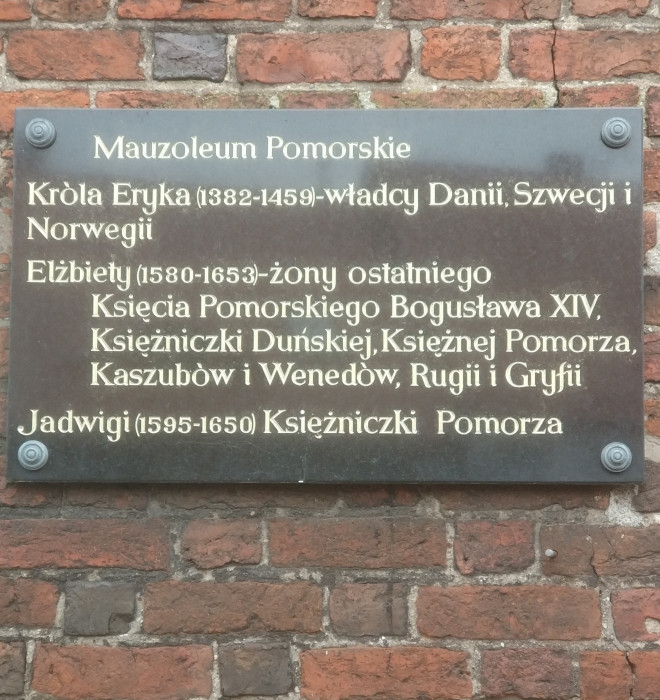 Mauzoleum Pomorskie
Kròla Eryka (1382-1459)-władcy Danii, Szwecji i
Norwegii
Elżbiety (1580-1653)-żony ostatniego
Księcia Pomorskiego Bogusława XIV,
Księżniczki Duńskiej, Księżnej Pomorza,
Kaszubòw i Wenedòw, Rugii i Gryfii
Jadwigi (1595-1650) Księżniczki Pomorza